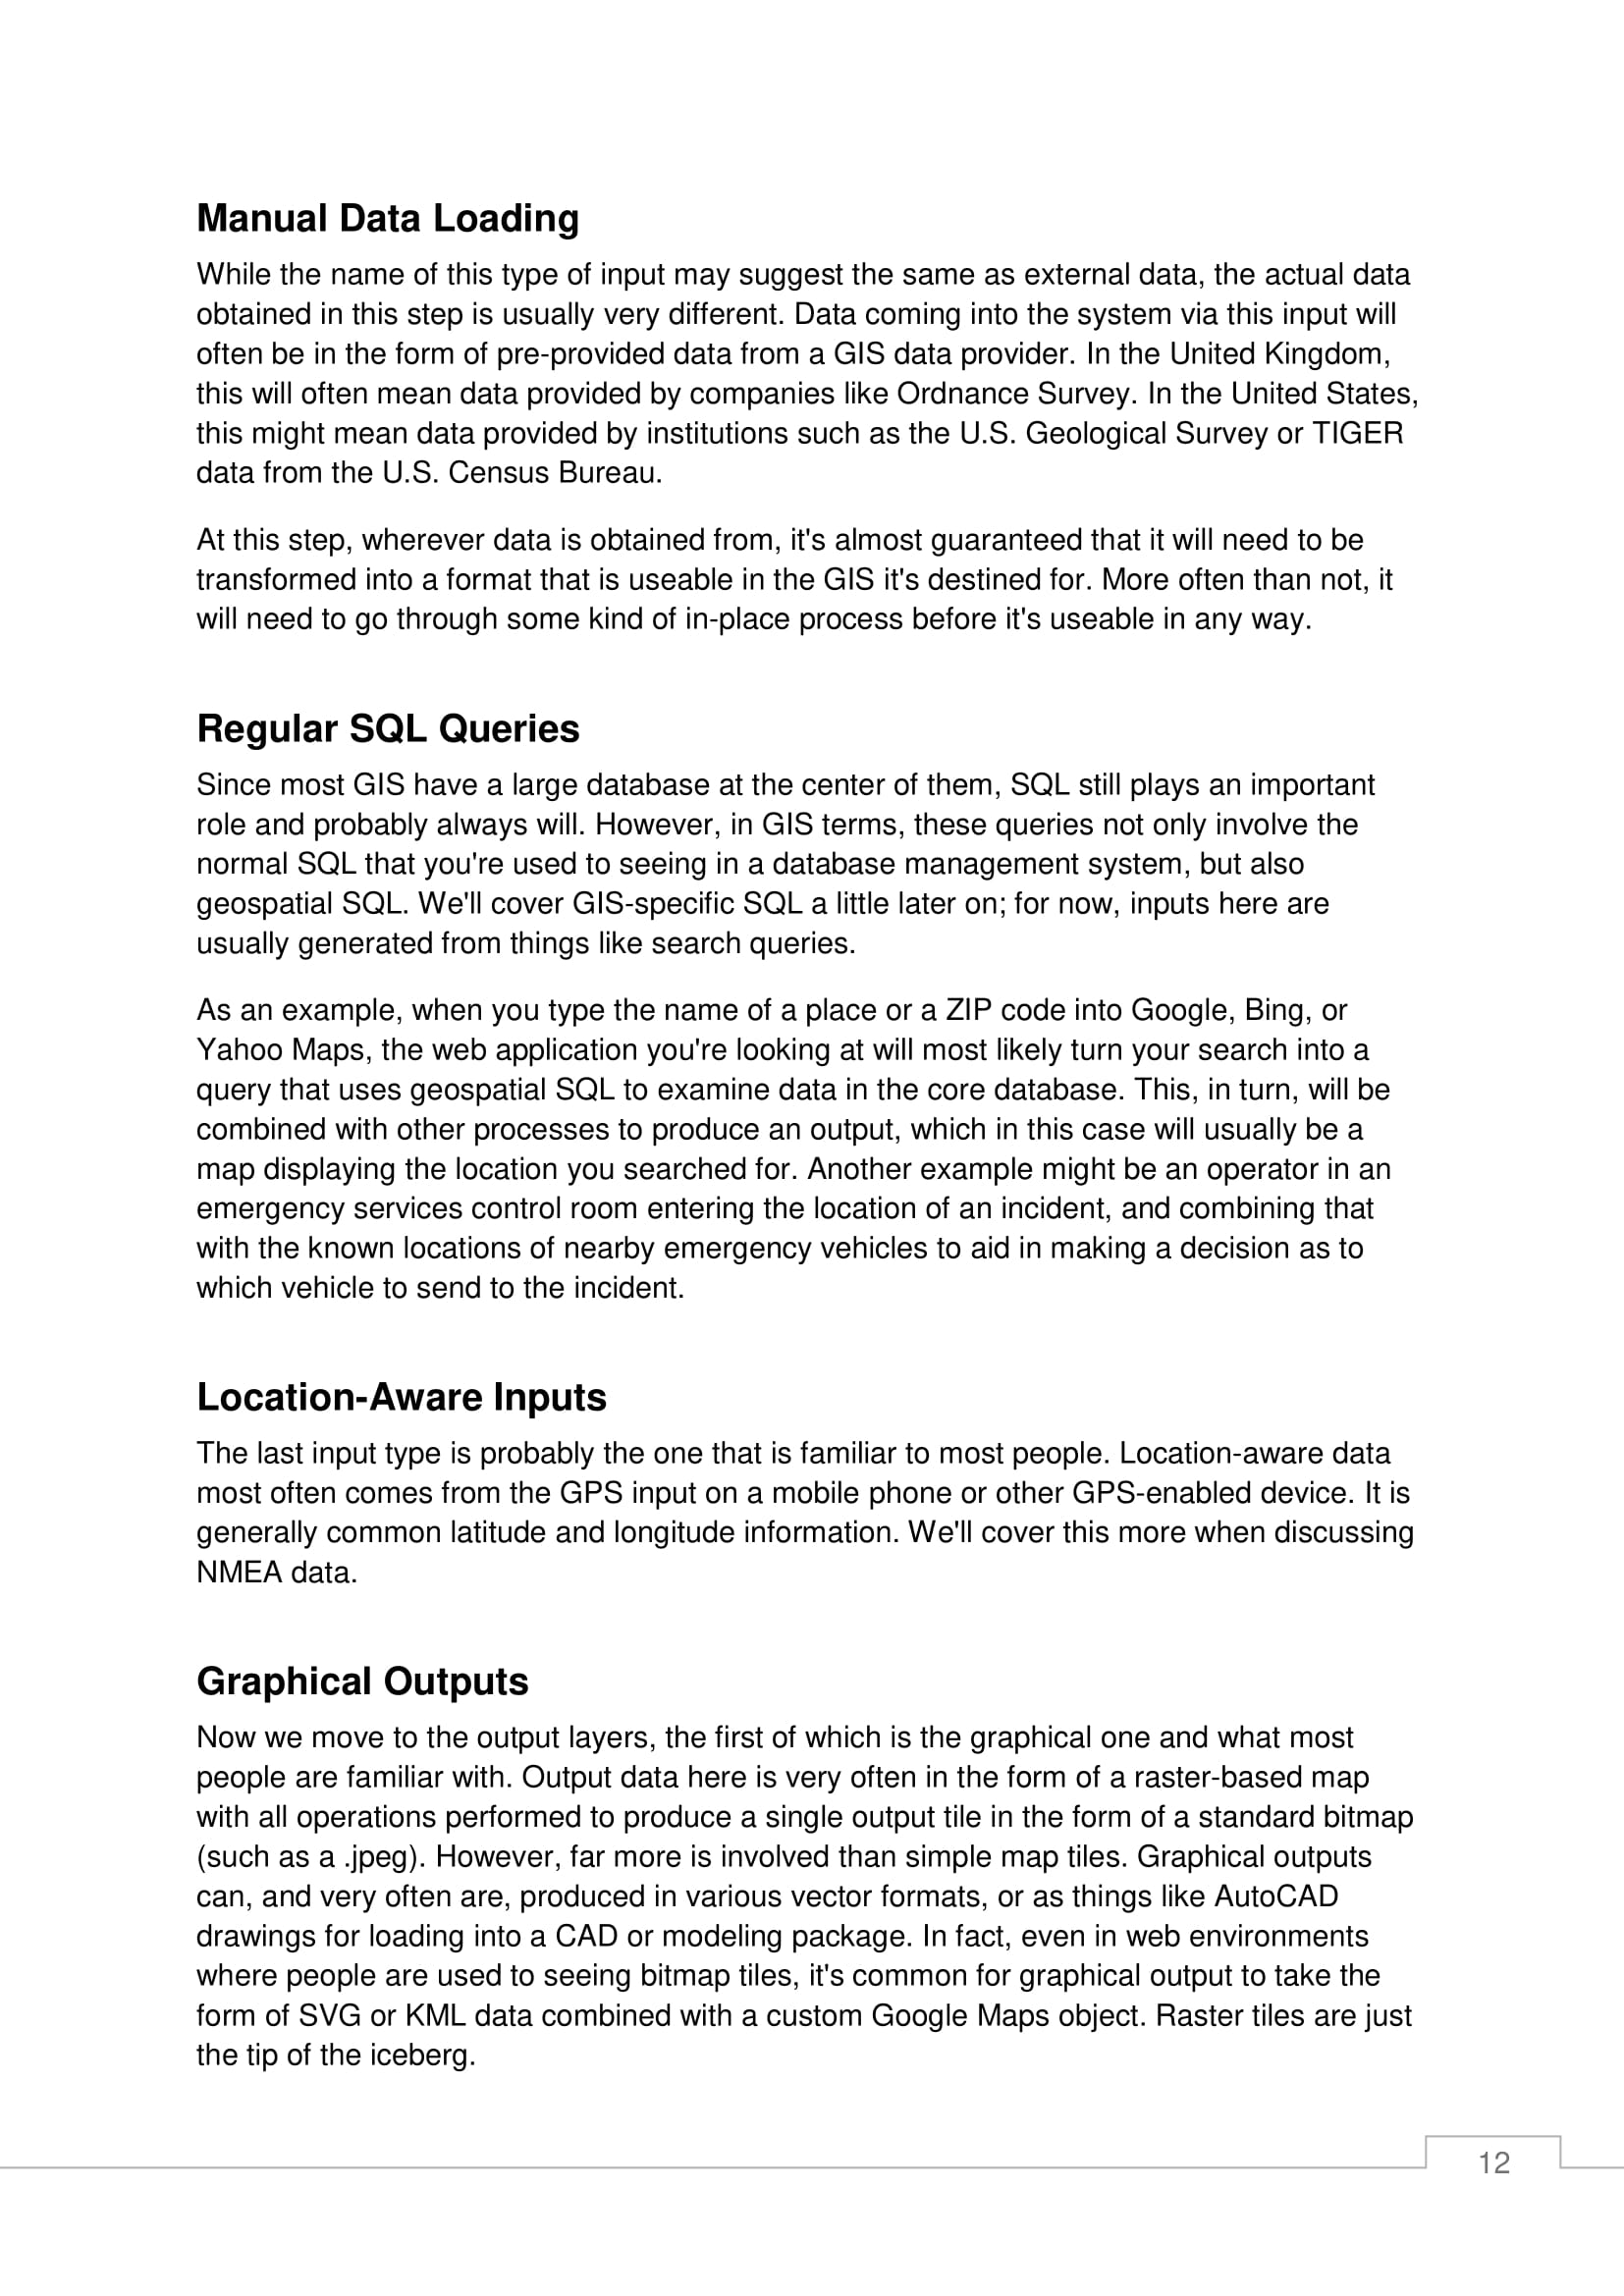 Manual Data Loading
While the name of this type of input may suggest the same as external data, the actual data
obtained in this step is usually very different. Data coming into the system via this input will
often be in the form of pre-provided data from a GIS data provider. In the United Kingdom,
this will often mean data provided by companies like Ordnance Survey. In the United States,
this might mean data provided by institutions such as the U.S. Geological Survey or TIGER
data from the U.S. Census Bureau.
At this step, wherever data is obtained from, it's almost guaranteed that it will need to be
transformed into a format that is useable in the GIS it's destined for. More often than not, it
will need to go through some kind of in-place process before it's useable in any way.
Regular SQL Queries
Since most GIS have a large database at the center of them, SQL still plays an important
role and probably always will. However, in GIS terms, these queries not only involve the
normal SQL that you're used to seeing in a database management system, but also
geospatial SQL. We'll cover GIS-specific SQL a little later on; for now, inputs here are
usually generated from things like search queries.
As an example, when you type the name of a place or a ZIP code into Google, Bing, or
Yahoo Maps, the web application you're looking at will most likely turn your search into a
query that uses geospatial SQL to examine data in the core database. This, in turn, will be
combined with other processes to produce an output, which in this case will usually be a
map displaying the location you searched for. Another example might be an operator in an
emergency services control room entering the location of an incident, and combining that
with the known locations of nearby emergency vehicles to aid in making a decision as to
which vehicle to send to the incident.
Location-Aware Inputs
The last input type is probably the one that is familiar to most people. Location-aware data
most often comes from the GPS input on a mobile phone or other GPS-enabled device. It is
generally common latitude and longitude information. We'll cover this more when discussing
NMEA data.
Graphical Outputs
Now we move to the output layers, the first of which is the graphical one and what most
people are familiar with. Output data here is very often in the form of a raster-based map
with all operations performed to produce a single output tile in the form of a standard bitmap
(such as a .jpeg). However, far more is involved than simple map tiles. Graphical outputs
can, and very often are, produced in various vector formats, or as things like AutoCAD
drawings for loading into a CAD or modeling package. In fact, even in web environments
where people are used to seeing bitmap tiles, it's common for graphical output to take the
form of SVG or KML data combined with a custom Google Maps object. Raster tiles are just
the tip of the iceberg.
12